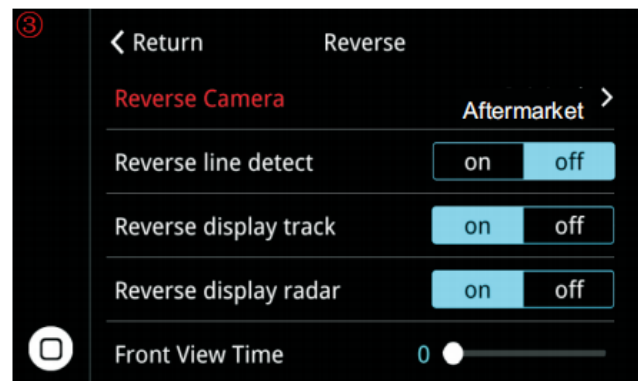 ③
Return Reverse
Reverse Camera Aftermarket
Reverse line detect on off
Reverse display track on off
Reverse display radar on off
Front View Time 0